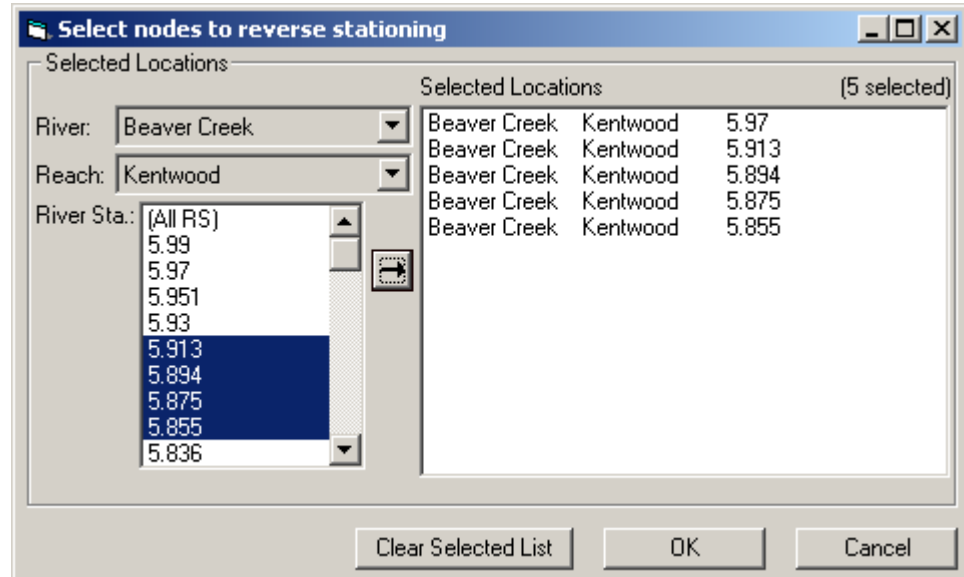 Select nodes to reverse stationing
Selected Locations
River: Beaver Creek
Reach: Kentwood
River Sta.: (All RS)
5.99
5.97
5.951
5.93
5.913
5.894
5.875
5.855
5.836
Selected Locations (5 selected)
Beaver Creek Kentwood 5.97
Beaver Creek Kentwood 5.913
Beaver Creek Kentwood 5.894
Beaver Creek Kentwood 5.875
Beaver Creek Kentwood 5.855
Clear Selected List OK Cancel